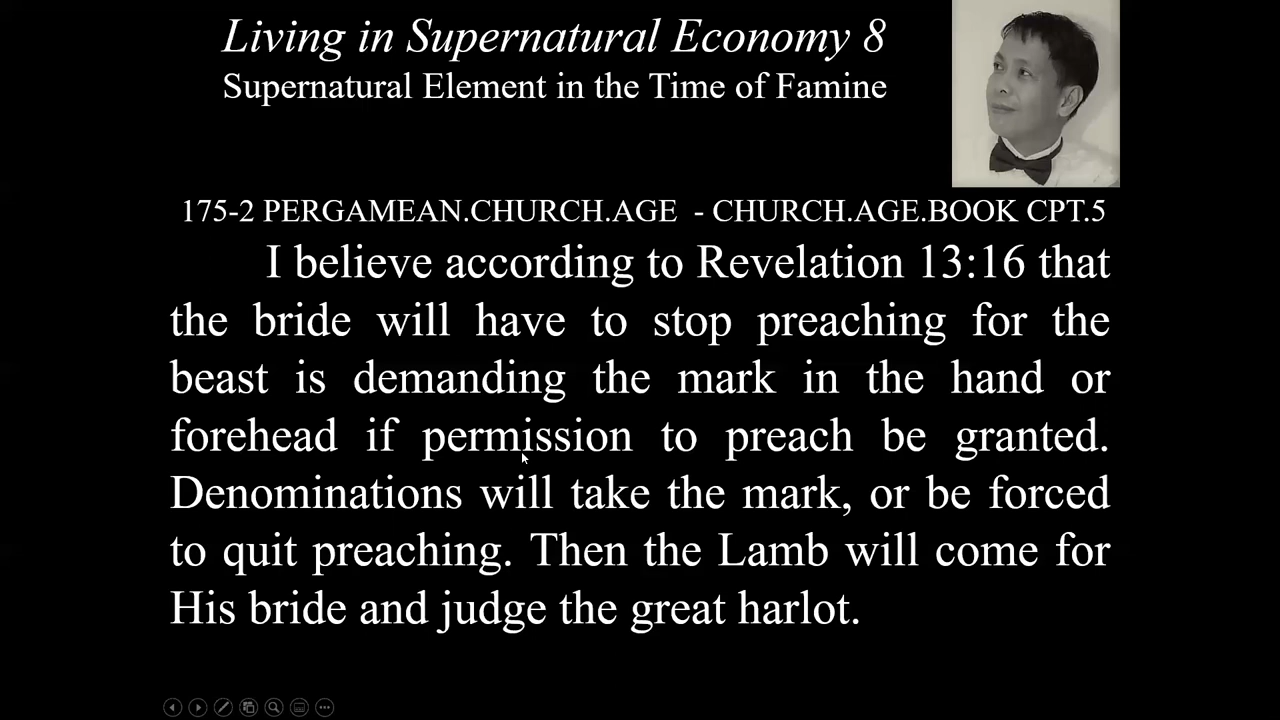 Living in Supernatural Economy 8
Supernatural Element in the Time of Famine
175-2 PERGAMEAN.CHURCH.AGE - CHURCH.AGE.BOOK CPT.5
I believe according to Revelation 13:16 that
the bride will have to stop preaching for the
beast is demanding the mark in the hand or
forehead if permission to preach be granted.
Denominations will take the mark, or be forced
to quit preaching. Then the Lamb will come for
His bride and judge the great harlot.